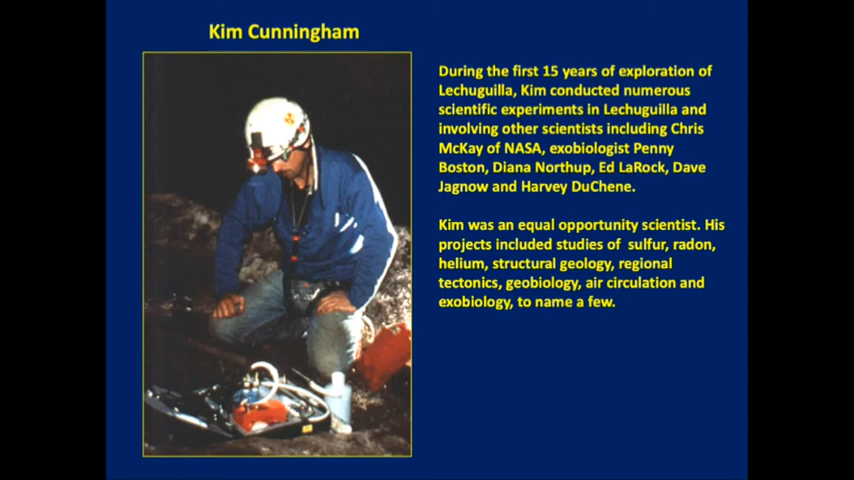 Kim Cunningham
During the first 15 years of exploration of
Lechuguilla, Kim conducted numerous
scientific experiments in Lechuguilla and
involving other scientists including Chris
McKay of NASA, exobiologist Penny
Boston, Diana Northup, Ed LaRock, Dave
Jagnow and Harvey DuChene.
Kim was an equal opportunity scientist. His
projects included studies of sulfur, radon,
helium, structural geology, regional
tectonics, geobiology, air circulation and
exobiology, to name a few.